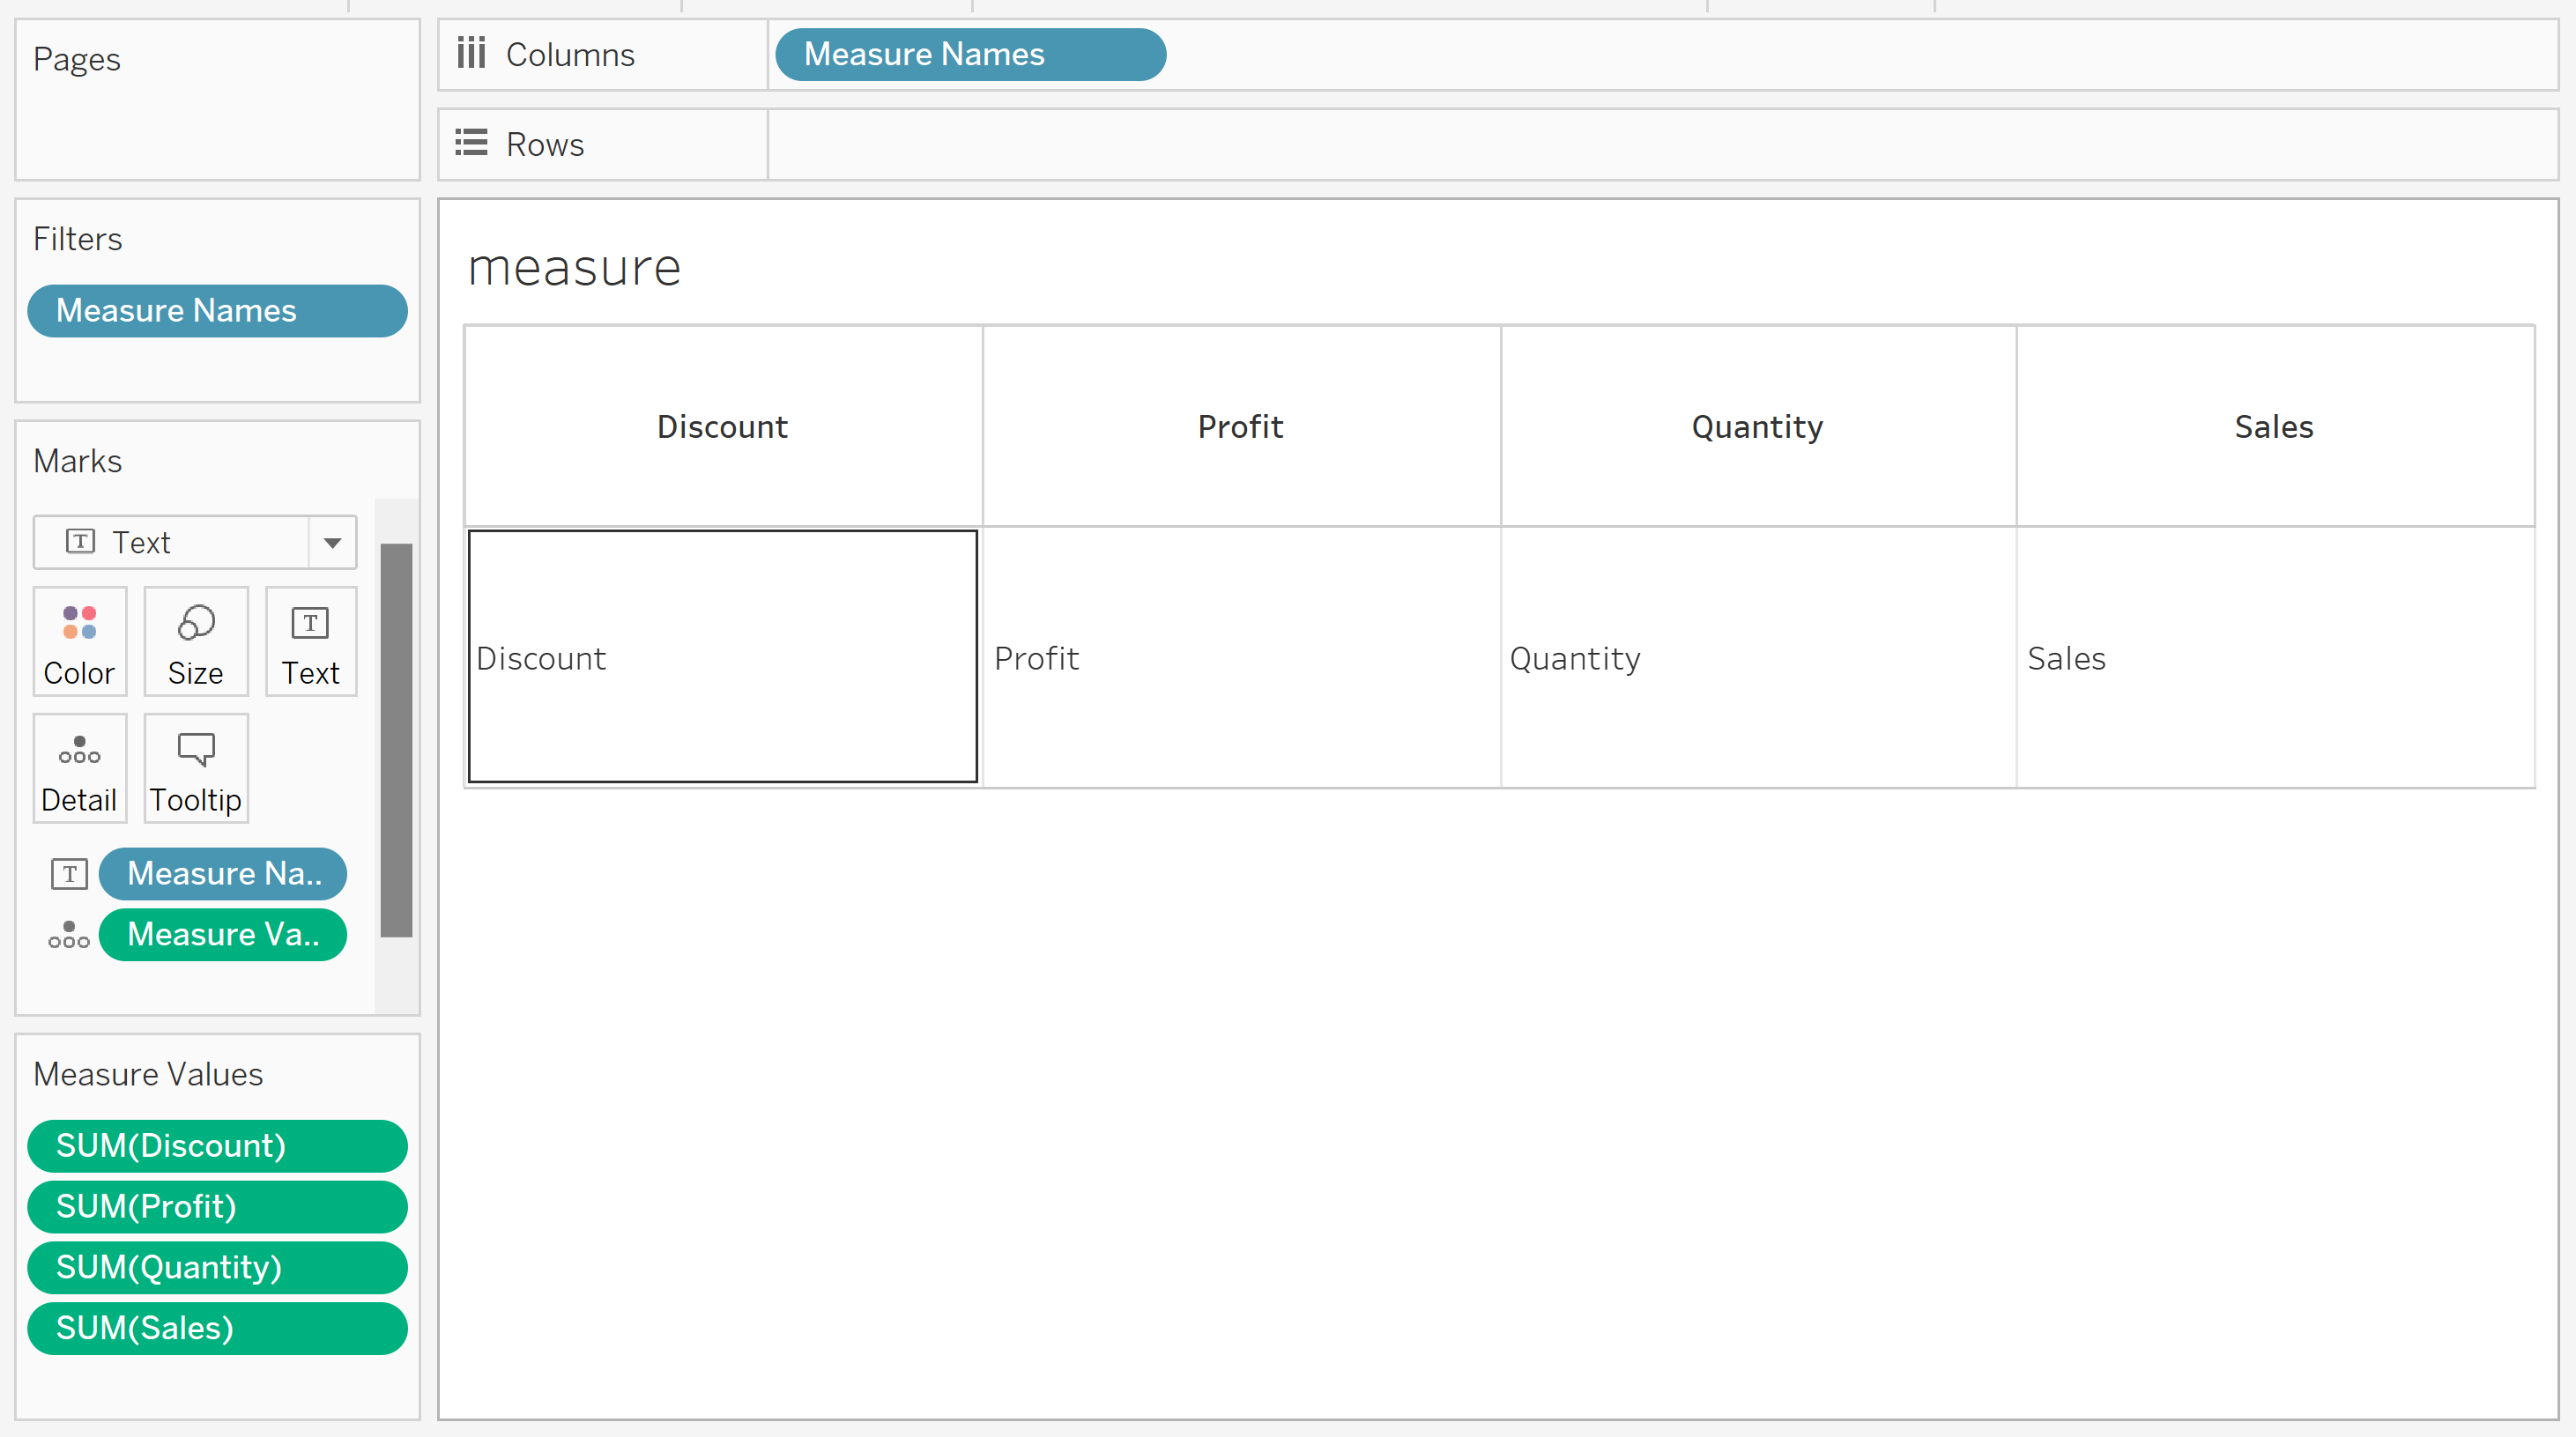 Pages
Columns
Measure Names
Rows
Filters
Measure Names
Marks
Text
Color
Size
Text
Detail
Tooltip
Measure Na..
Measure Va..
Measure Values
SUM(Discount)
SUM(Profit)
SUM(Quantity)
SUM(Sales)
measure
Discount Profit Quantity Sales
Discount Profit Quantity Sales